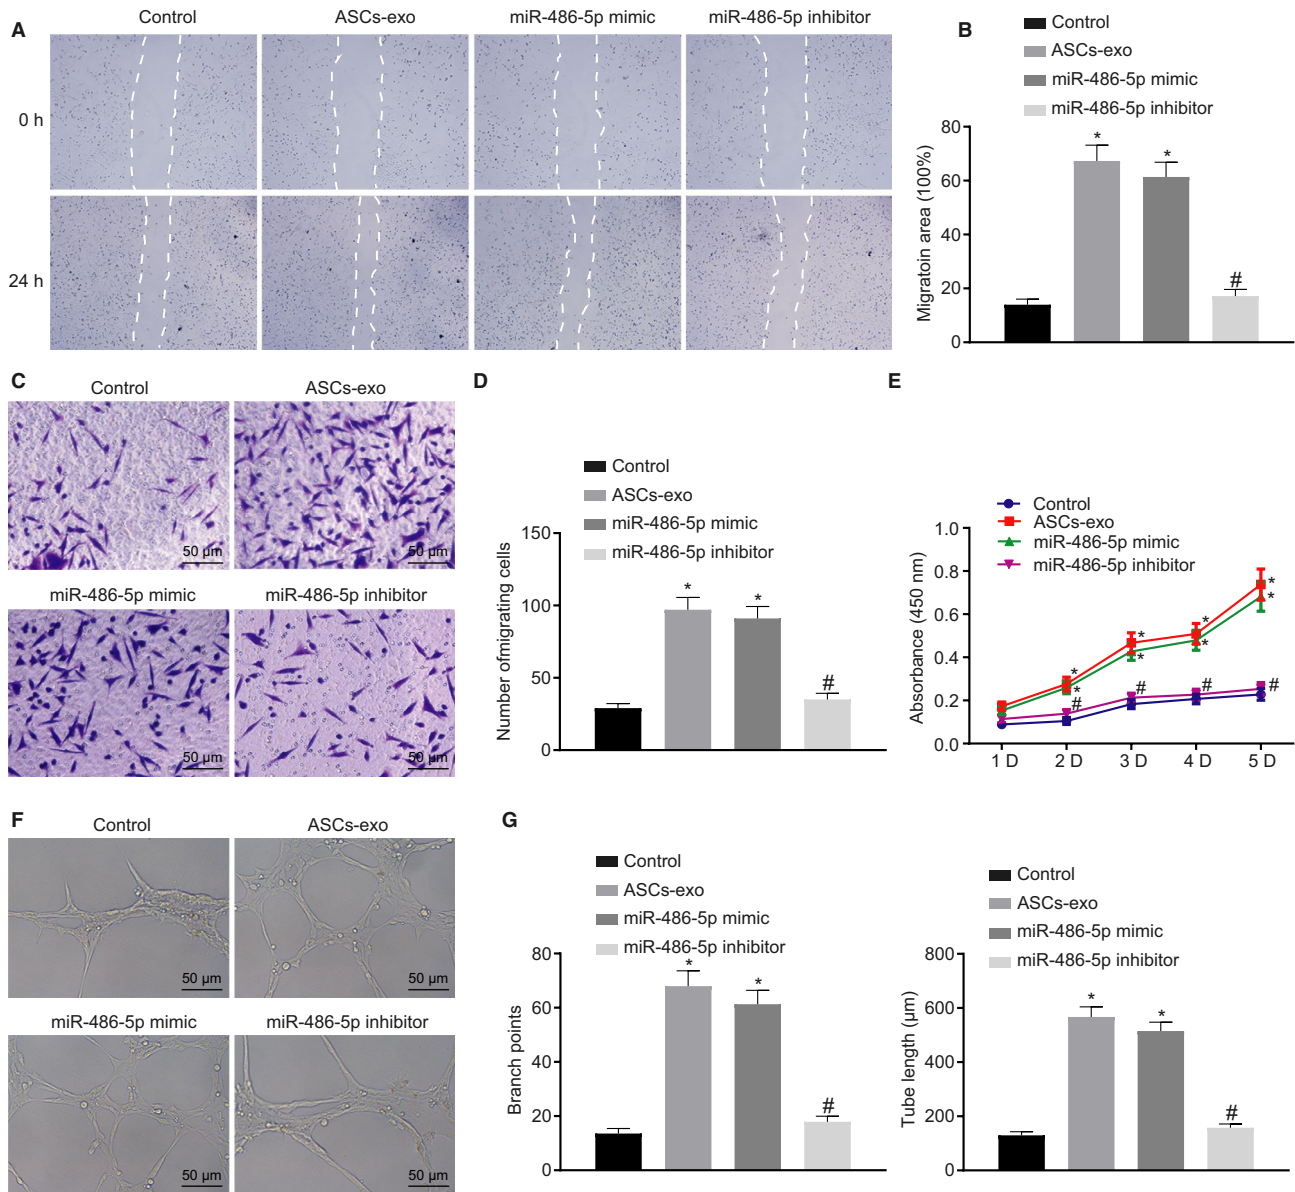 A
Control
ASCs-exo
miR-486-5p mimic
miR-486-5p inhibitor
0 h
24 h
B
Control
ASCs-exo
miR-486-5p mimic
miR-486-5p inhibitor
Migratoin area (100%)
80
60
40
20
0
*
*
#
C
Control
ASCs-exo
50 µm
50 µm
miR-486-5p mimic
miR-486-5p inhibitor
50 µm
50 µm
D
Control
ASCs-exo
miR-486-5p mimic
miR-486-5p inhibitor
Number ofmigrating cells
150
100
50
0
*
*
#
E
Control
ASCs-exo
miR-486-5p mimic
miR-486-5p inhibitor
Absorbance (450 nm)
1.0
0.8
0.6
0.4
0.2
0.0
*
*
#
*
*
#
*
*
#
*
*
#
1 D
2 D
3 D
4 D
5 D
F
Control
ASCs-exo
50 µm
50 µm
miR-486-5p mimic
miR-486-5p inhibitor
50 µm
50 µm
G
Control
ASCs-exo
miR-486-5p mimic
miR-486-5p inhibitor
Branch points
80
60
40
20
0
*
*
#
Control
ASCs-exo
miR-486-5p mimic
miR-486-5p inhibitor
Tube length (µm)
800
600
400
200
0
*
*
#